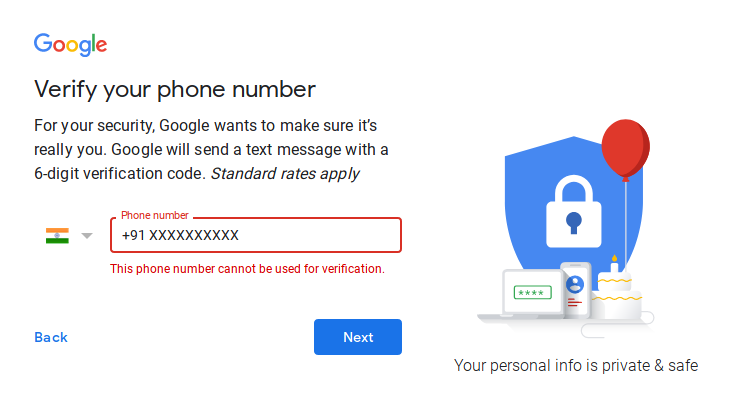 Google
Verify your phone number
For your security, Google wants to make sure it’s
really you. Google will send a text message with a
6-digit verification code. Standard rates apply
Phone number
+91 XXXXXXXXXX
This phone number cannot be used for verification.
Back
Next
****
Your personal info is private & safe